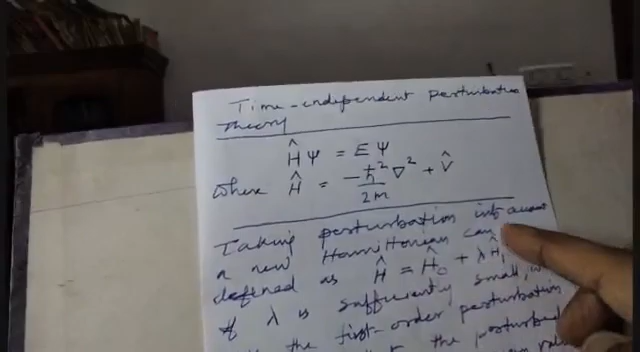 Time-independent perturbation
Theory
Ĥψ = Eψ
where Ĥ = -ħ²/2m ∇² + V̂
Taking perturbation into
a new Hamiltonian can
defined as Ĥ = Ĥ₀ + λĤ₁
If λ is sufficiently small,
the first-order perturbation
the perturbed